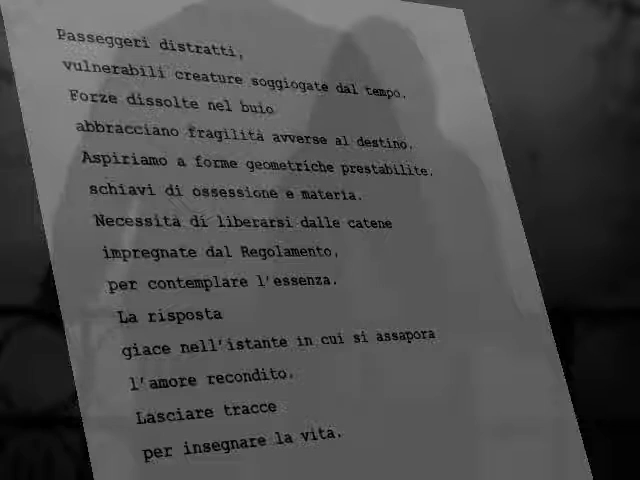 Passeggeri distratti,
vulnerabili creature soggiogate dal tempo.
Forze dissolte nel buio
abbracciano fragilità avverse al destino.
Aspiriamo a forme geometriche prestabilite,
schiavi di ossessione e materia.
Necessità di liberarsi dalle catene
impregnate dal Regolamento,
per contemplare l'essenza.
La risposta
giace nell'istante in cui si assapora
l'amore recondito.
Lasciare tracce
per insegnare la vita.